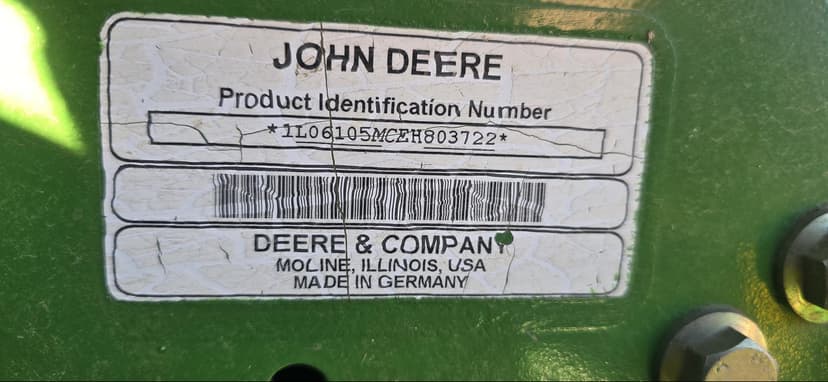 JOHN DEERE
Product Identification Number
*1L06105MCEH803722*
DEERE & COMPANY
MOLINE, ILLINOIS, USA
MADE IN GERMANY